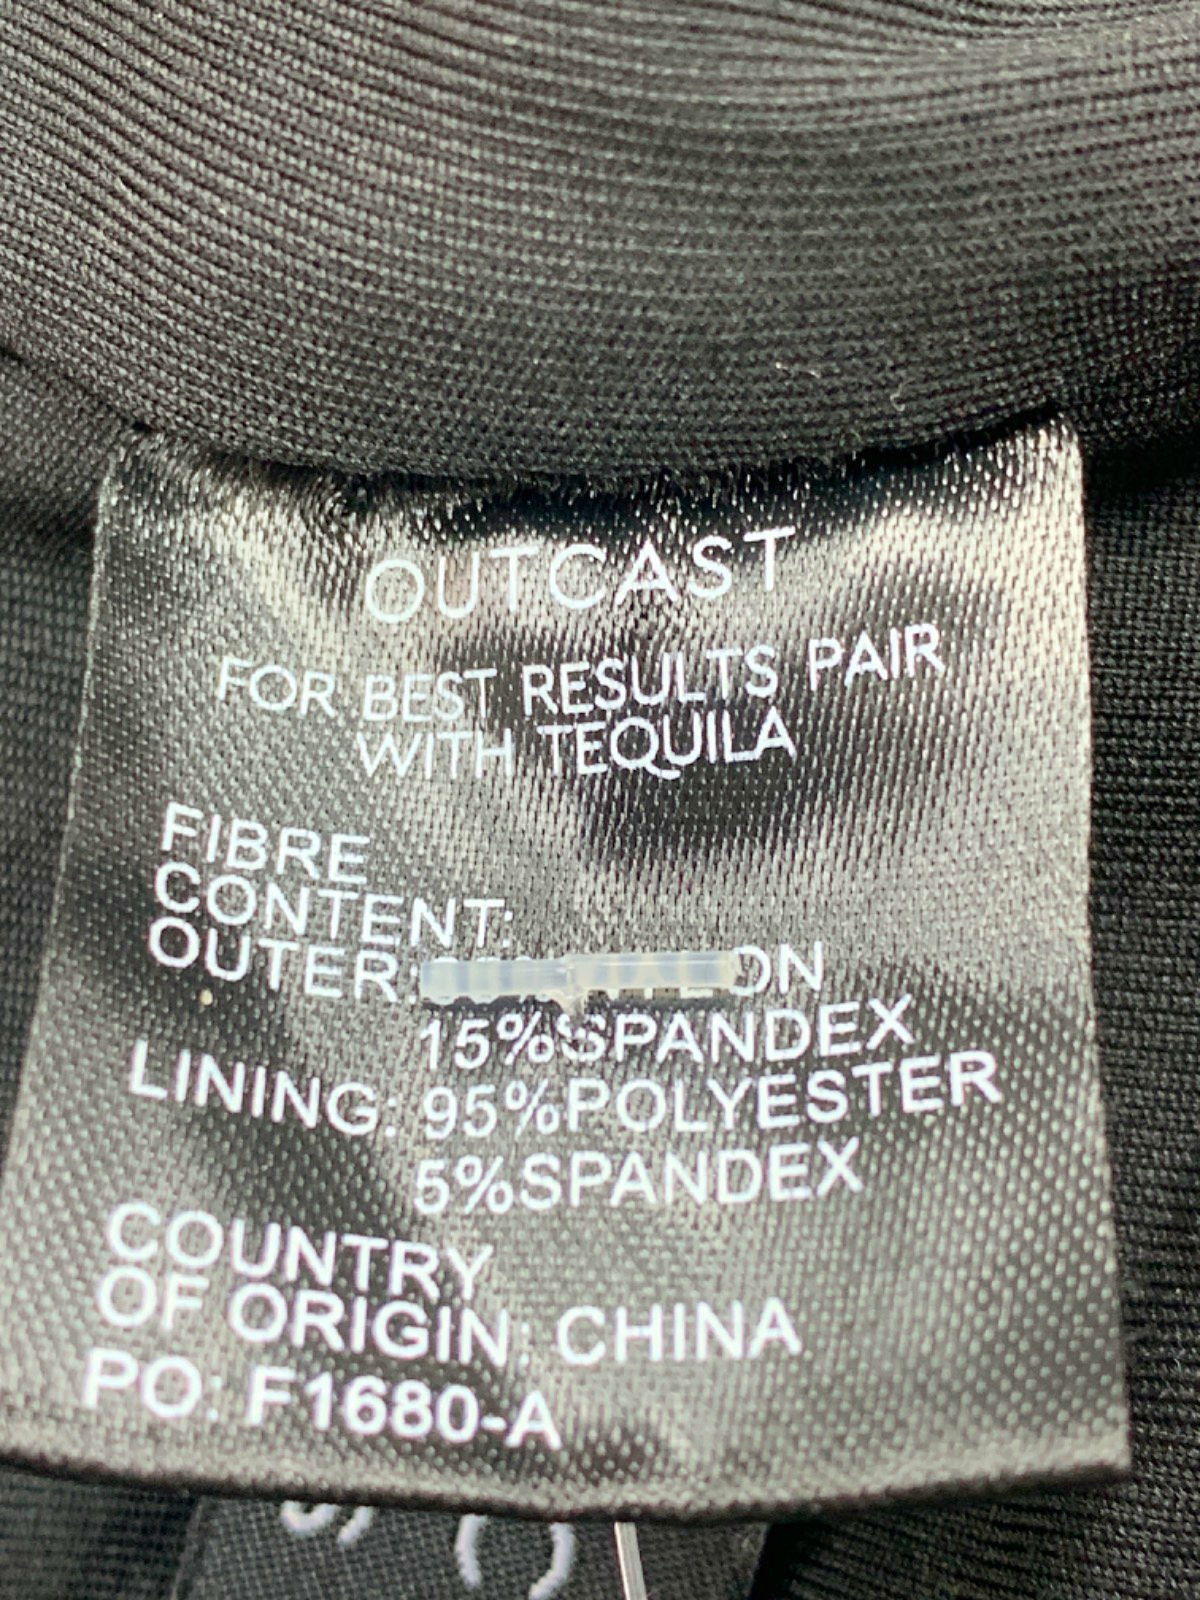 OUTCAST
FOR BEST RESULTS PAIR
WITH TEQUILA
FIBRE
CONTENT:
OUTER:
15%SPANDEX
LINING: 95%POLYESTER
5%SPANDEX
COUNTRY
OF ORIGIN: CHINA
PO: F1680-A